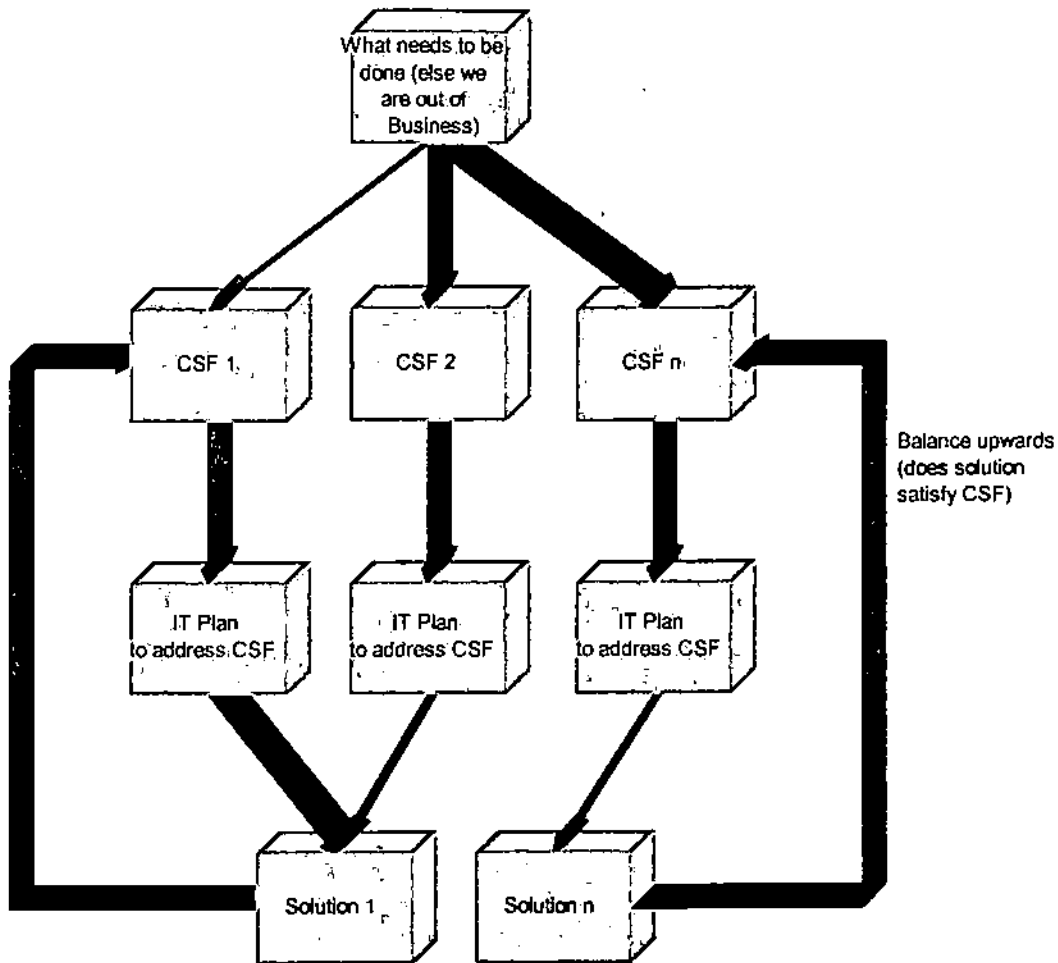 What needs to be
done (else we
are out of
Business)
CSF 1
CSF 2
CSF n
Balance upwards
(does solution
satisfy CSF)
IT Plan
to address CSF
IT Plan
to address CSF
IT Plan
to address CSF
Solution 1
Solution n